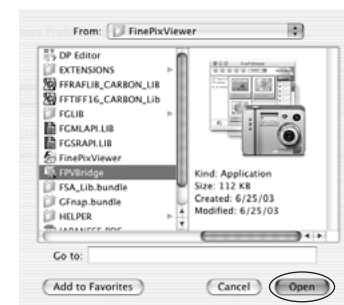 From: FinePixViewer
DP Editor
EXTENSIONS
FFRAFLIB_CARBON_LIB
FFTIFF16_CARBON_Lib
FGLIB
FGMLAPI.LIB
FGSRAPI.LIB
FinePixViewer
FPVBridge
FSA_Lib.bundle
GFnap.bundle
HELPER
Kind: Application
Size: 112 KB
Created: 6/25/03
Modified: 6/25/03
Go to:
Add to Favorites
Cancel
Open